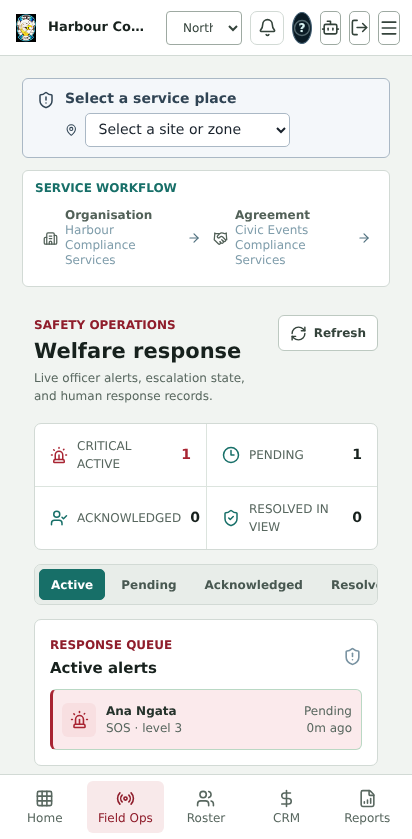 Harbour Co...
North
?
Select a service place
Select a site or zone
SERVICE WORKFLOW
Organisation
Harbour
Compliance
Services
Agreement
Civic Events
Compliance
Services
SAFETY OPERATIONS
Welfare response
Refresh
Live officer alerts, escalation state,
and human response records.
CRITICAL
ACTIVE
1
PENDING
1
ACKNOWLEDGED
0
RESOLVED IN
VIEW
0
Active
Pending
Acknowledged
Resolve
RESPONSE QUEUE
Active alerts
Ana Ngata
Pending
SOS · level 3
0m ago
Home
Field Ops
Roster
CRM
Reports